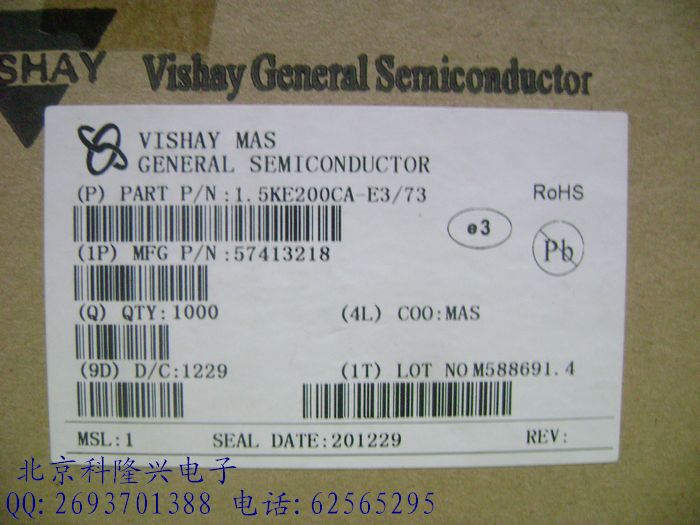 SHAY Vishay General Semiconductor
VISHAY MAS
GENERAL SEMICONDUCTOR
(P) PART P/N:1.5KE200CA-E3/73
RoHS
e3
Pb
(1P) MFG P/N:57413218
(Q) QTY:1000 (4L) COO:MAS
(9D) D/C:1229 (1T) LOT NO M588691.4
MSL:1 SEAL DATE:201229 REV:
北京科隆兴电子
QQ:2693701388 电话:62565295